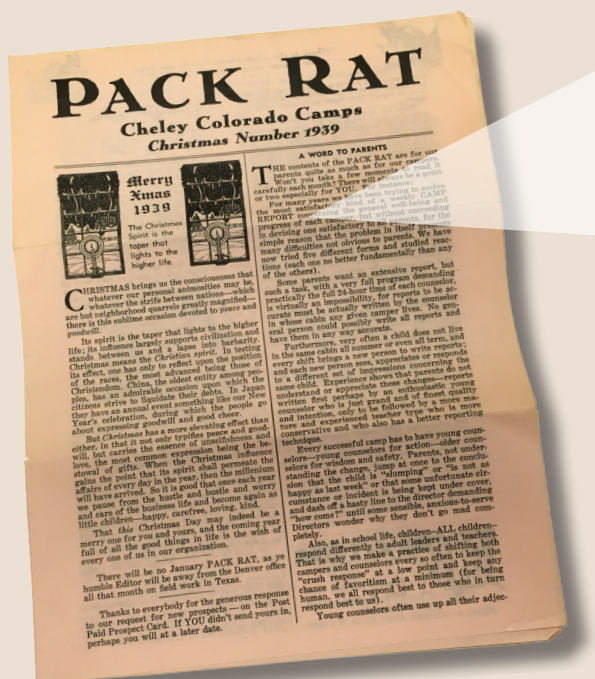 PACK RAT
Cheley Colorado Camps
Christmas Number 1939
Merry
Xmas
1939
The Christmas
Spirit is the
taper that
lights to the
higher life.
CHRISTMAS brings us the consciousness that
whatever our personal animosities may be,
whatever the strife between nations—which
are but neighborhood quarrels greatly magnified—
there is this sublime occasion devoted to peace and
goodwill.
Its spirit is the taper that lights to the higher
life; its influence largely supports civilization and
stands between us and a lapse into barbarity.
Christmas means the Christian spirit. In testing
its effect, one has only to reflect upon the position
of the races, the most advanced being those of
Christendom. China, the oldest entity among peo-
ples, has an admirable occasion upon which the
citizens strive to liquidate their debts. In Japan
they have an annual event something like our New
Year's celebration, during which the people go
about expressing goodwill and good cheer.
But Christmas has a more elevating effect than
either, in that it not only typifies peace and good-
will, but carries the essence of unselfishness and
love, the most common expression being the be-
stowal of gifts. When the Christmas influence
gains the point that its spirit shall permeate the
affairs of every day in the year, then the millenium
will have arrived. So it is good that once each year
we pause from the hustle and bustle and worry
and care of the business life and become again as
little children—happy, carefree, loving, kind.
That this Christmas Day may indeed be a
merry one for you and yours, and the coming year
full of all the good things in life is the wish of
every one of us in our organization.
There will be no January PACK RAT, as ye
humble Editor will be away from the Denver office
all that month on field work in Texas.
Thanks to everybody for the generous response
to our request for new prospects — on the Post
Paid Prospect Card. If YOU didn't send yours in,
perhaps you will at a later date.
A WORD TO PARENTS
THE contents of the PACK RAT are for our
parents quite as much as for our campers.
Won't you take a few moments to read it
carefully each month? There will always be a point
or two especially for YOU. For instance:
For many years we have been trying to evolve
the most satisfactory kind of a weekly CAMP
REPORT concerning the general well-being and
progress of each camper, but without succeeding
in devising one satisfactory to all parents, for the
simple reason that the problem in itself presents
many difficulties not obvious to parents. We have
now tried five different forms and studied reac-
tions (each one no better fundamentally than any
of the others).
Some parents want an extensive report, but
such a task, with a very full program demanding
practically the full 24-hour time of each counselor,
is virtually an impossibility, for reports to be ac-
curate must be actually written by the counselor
in whose cabin any given camper lives. No gen-
eral person could possibly write all reports and
have them in any way accurate.
Furthermore, very often a child does not live
in the same cabin all summer or even all term, and
every shift brings a new person to write reports;
and each new person sees, appreciates or responds
to a different set of impressions concerning the
same child. Experience shows that parents do not
understand or appreciate these changes—reports
written first perhaps by an enthusiastic young
counselor who is just grand and of finest quality
and intention, only to be followed by a more ma-
ture and experienced teacher type who is more
conservative and who also has a better reporting
technique.
Every successful camp has to have young coun-
selors—young counselors for action—older coun-
selors for wisdom and safety. Parents, not under-
standing the change, jump at once to the conclu-
sion that the child is "slumping" or "is not as
happy as last week" or that some unfortunate cir-
cumstance or incident is being kept under cover,
and dash off a hasty line to the director demanding
"how come?" until some sensible, anxious-to-serve
Directors wonder why they don't go mad com-
pletely.
Also, as in school life, children—ALL children—
respond differently to adult leaders and teachers.
That is why we make a practice of shifting both
campers and counselors every so often to keep the
"crush response" at a low point and keep any
chance of favoritism at a minimum (for being
human, we all respond best to those who in turn
respond best to us).
Young counselors often use up all their adjec-